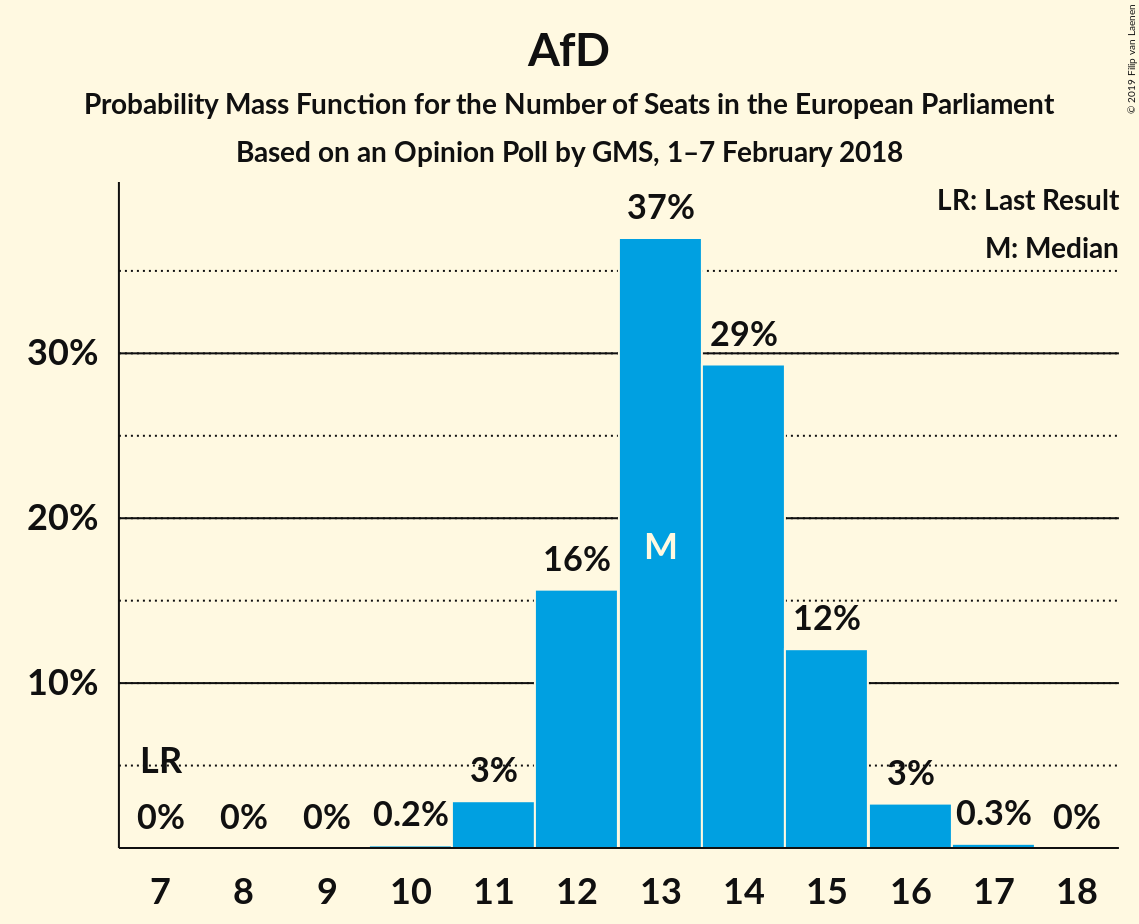 AfD
Probability Mass Function for the Number of Seats in the European Parliament
Based on an Opinion Poll by GMS, 1–7 February 2018
© 2019 Filip van Laenen
LR: Last Result
M: Median
37%
29%
30%
M
20%
16%
12%
10%
LR
3%
3%
0%
0%
0%
0.2%
0.3%
0%
7 8 9 10 11 12 13 14 15 16 17 18